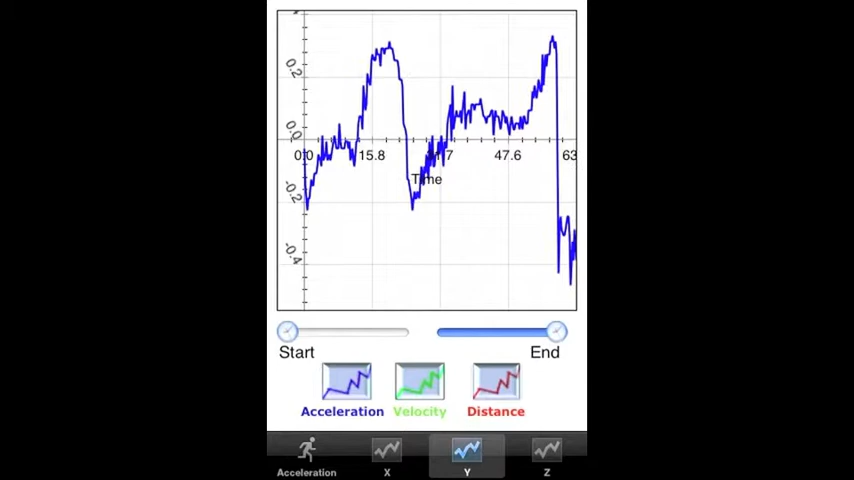 0.2
0.0
-0.2
-0.4
0.0 15.8 47.6 63
Time
Start End
Acceleration Velocity Distance
Acceleration X Y Z